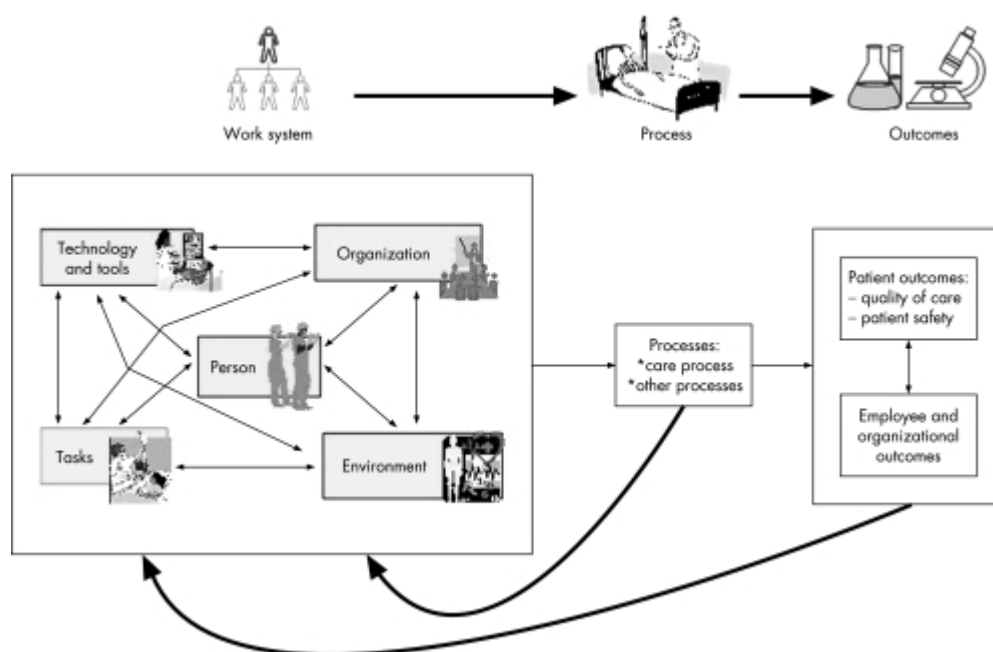 Work system
Process
Outcomes
Technology
and tools
Organization
Person
Tasks
Environment
Processes:
*care process
*other processes
Patient outcomes:
– quality of care
– patient safety
Employee and
organizational
outcomes